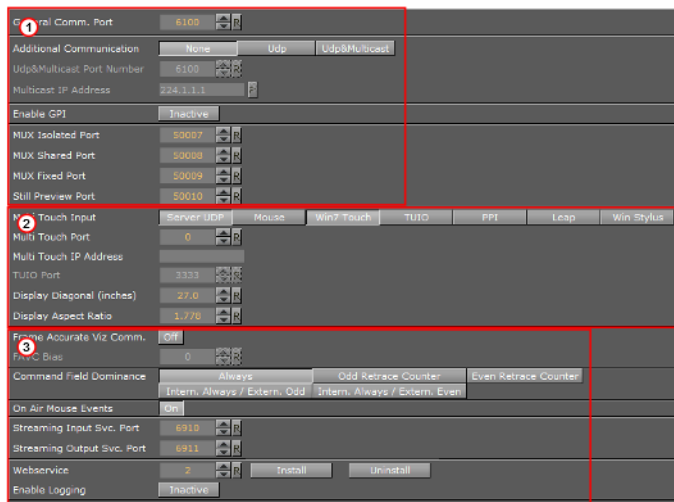 General Comm. Port 6100 R
Additional Communication None Udp Udp&Multicast
Udp&Multicast Port Number 6100 R
Multicast IP Address 224.1.1.1 R
Enable GPI Inactive
MUX Isolated Port 50007 R
MUX Shared Port 50008 R
MUX Fixed Port 50009 R
Still Preview Port 50010 R
Multi Touch Input Server UDP Mouse Win7 Touch TUIO PPI Leap Win Stylus
Multi Touch Port 0 R
Multi Touch IP Address
TUIO Port 3333 R
Display Diagonal (inches) 27.0 R
Display Aspect Ratio 1.778 R
Frame Accurate Viz Comm. Off
FAVC Bias 0 R
Command Field Dominance Always Odd Retrace Counter Even Retrace Counter
Intern. Always / Extern. Odd Intern. Always / Extern. Even
On Air Mouse Events On
Streaming Input Svc. Port 6910 R
Streaming Output Svc. Port 6911 R
Webservice 2 R Install Uninstall
Enable Logging Inactive
1
2
3